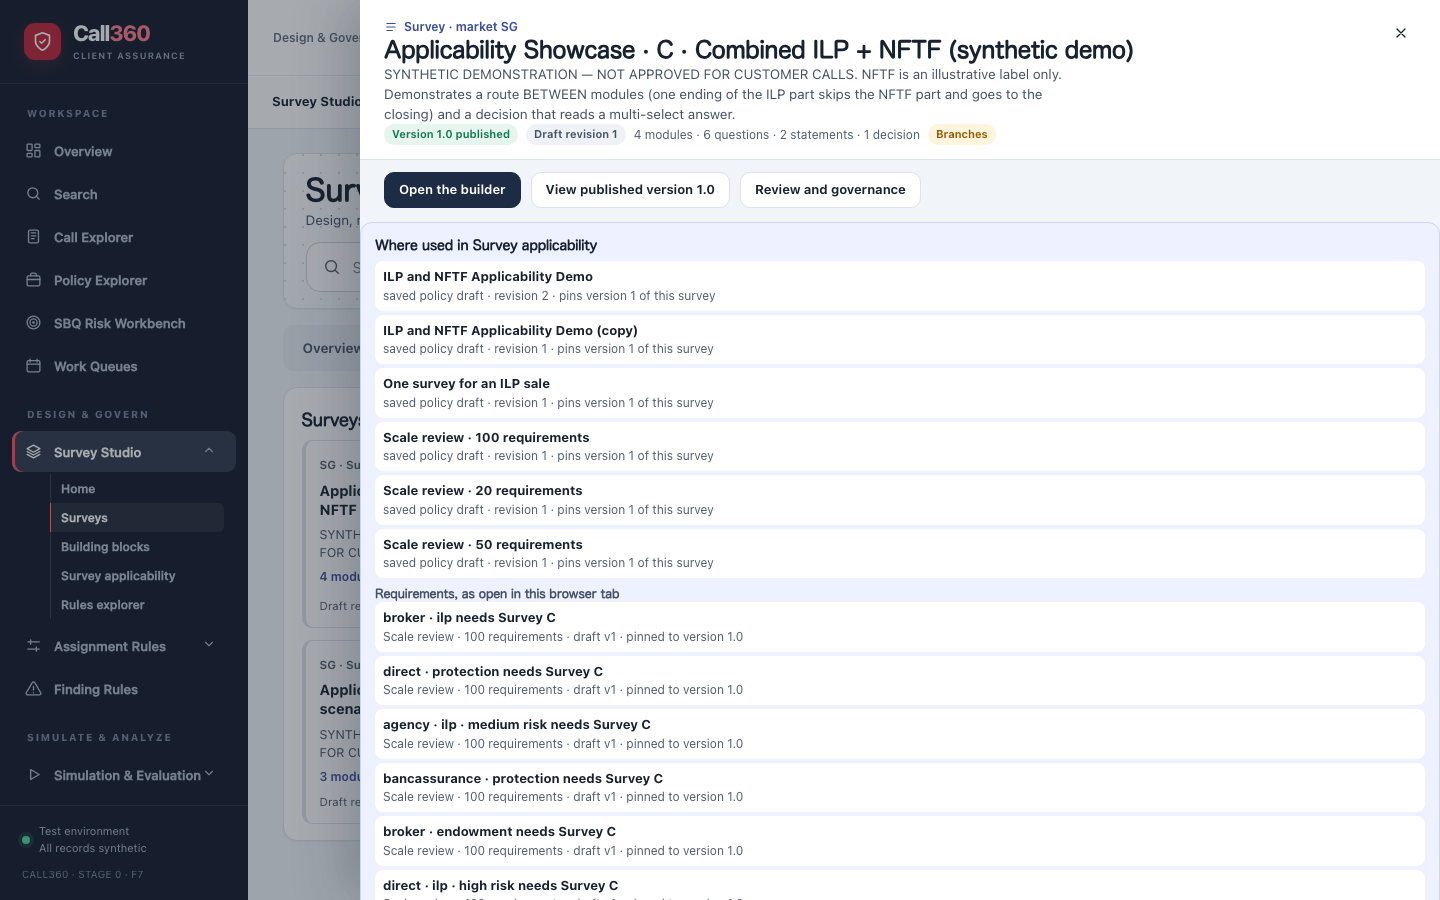 Call360
CLIENT ASSURANCE
WORKSPACE
Overview
Search
Call Explorer
Policy Explorer
SBQ Risk Workbench
Work Queues
DESIGN & GOVERN
Survey Studio
Home
Surveys
Building blocks
Survey applicability
Rules explorer
Assignment Rules
Finding Rules
SIMULATE & ANALYZE
Simulation & Evaluation
Test environment
All records synthetic
CALL360 · STAGE 0 · F7
Design & Gove
Survey Studio
Sur
Design, r
S
Overview
Surveys
SG · Su
Applic
NFTF
SYNTH
FOR CU
4 modu
Draft re
SG · Su
Applic
scena
SYNTH
FOR CU
3 modu
Draft re
Survey · market SG
Applicability Showcase · C · Combined ILP + NFTF (synthetic demo)
SYNTHETIC DEMONSTRATION — NOT APPROVED FOR CUSTOMER CALLS. NFTF is an illustrative label only.
Demonstrates a route BETWEEN modules (one ending of the ILP part skips the NFTF part and goes to the
closing) and a decision that reads a multi-select answer.
Version 1.0 published Draft revision 1 4 modules · 6 questions · 2 statements · 1 decision Branches
Open the builder View published version 1.0 Review and governance
Where used in Survey applicability
ILP and NFTF Applicability Demo
saved policy draft · revision 2 · pins version 1 of this survey
ILP and NFTF Applicability Demo (copy)
saved policy draft · revision 1 · pins version 1 of this survey
One survey for an ILP sale
saved policy draft · revision 1 · pins version 1 of this survey
Scale review · 100 requirements
saved policy draft · revision 1 · pins version 1 of this survey
Scale review · 20 requirements
saved policy draft · revision 1 · pins version 1 of this survey
Scale review · 50 requirements
saved policy draft · revision 1 · pins version 1 of this survey
Requirements, as open in this browser tab
broker · ilp needs Survey C
Scale review · 100 requirements · draft v1 · pinned to version 1.0
direct · protection needs Survey C
Scale review · 100 requirements · draft v1 · pinned to version 1.0
agency · ilp · medium risk needs Survey C
Scale review · 100 requirements · draft v1 · pinned to version 1.0
bancassurance · protection needs Survey C
Scale review · 100 requirements · draft v1 · pinned to version 1.0
broker · endowment needs Survey C
Scale review · 100 requirements · draft v1 · pinned to version 1.0
direct · ilp · high risk needs Survey C